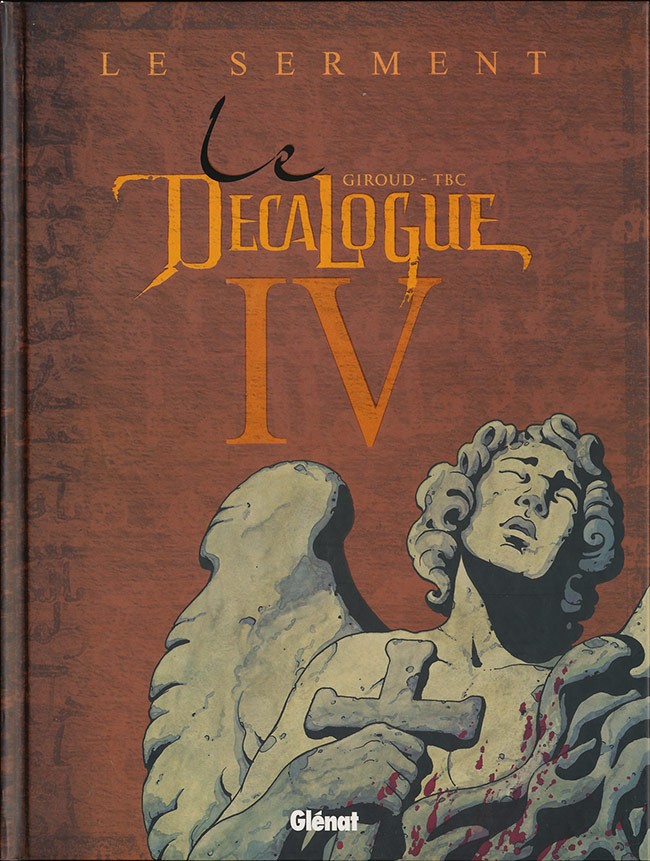 LE SERMENT
Le
GIROUD - TBC
DECALOGUE
IV
Glénat